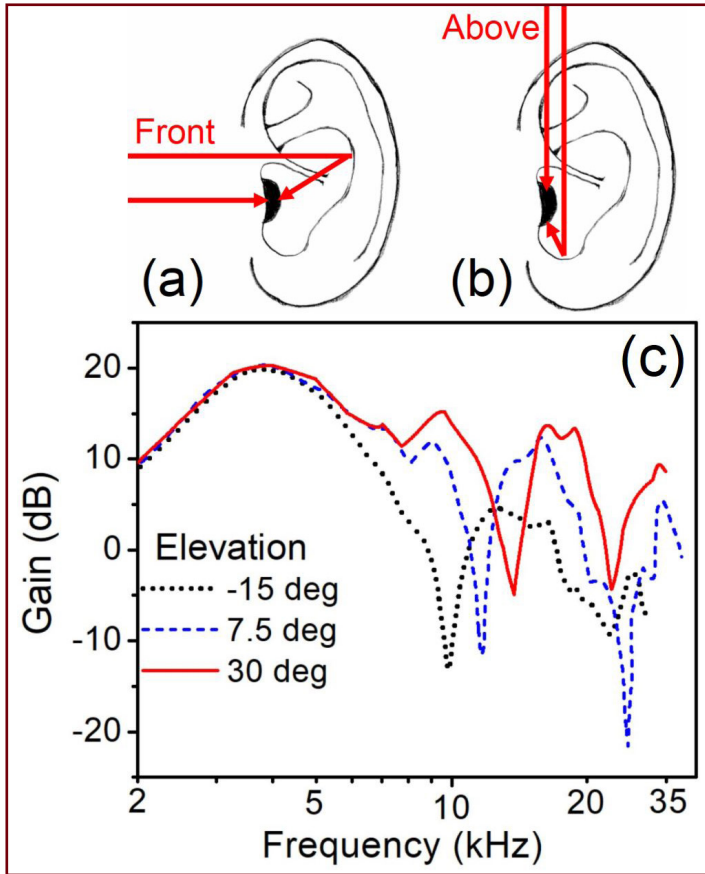 Above
Front
(a)
(b)
(c)
20
10
0
-10
-20
Gain (dB)
Elevation
-15 deg
7.5 deg
30 deg
2
5
10
20
35
Frequency (kHz)